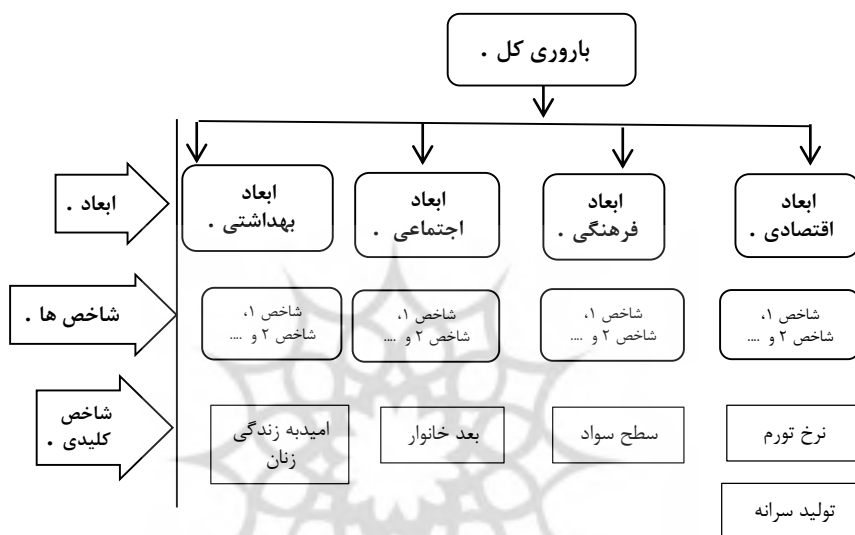 باروری کل .
ابعاد .
ابعاد
اقتصادی .
ابعاد
فرهنگی .
ابعاد
اجتماعی .
ابعاد
بهداشتی .
شاخص ها .
شاخص ۱،
شاخص ۲ و ....
شاخص ۱،
شاخص ۲ و ....
شاخص ۱،
شاخص ۲ و ....
شاخص ۱،
شاخص ۲ و ....
شاخص
کلیدی .
نرخ تورم
سطح سواد
بعد خانوار
امیدبه زندگی
زنان
تولید سرانه